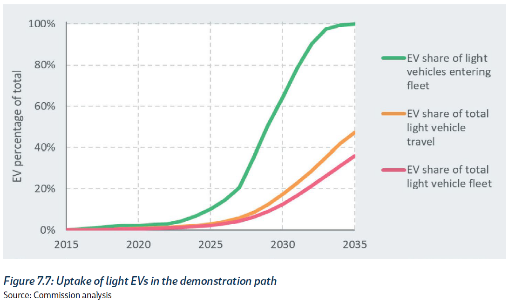 EV percentage of total
100%
80%
60%
40%
20%
0%
2015 2020 2025 2030 2035
EV share of light
vehicles entering
fleet
EV share of total
light vehicle
travel
EV share of total
light vehicle fleet
Figure 7.7: Uptake of light EVs in the demonstration path
Source: Commission analysis